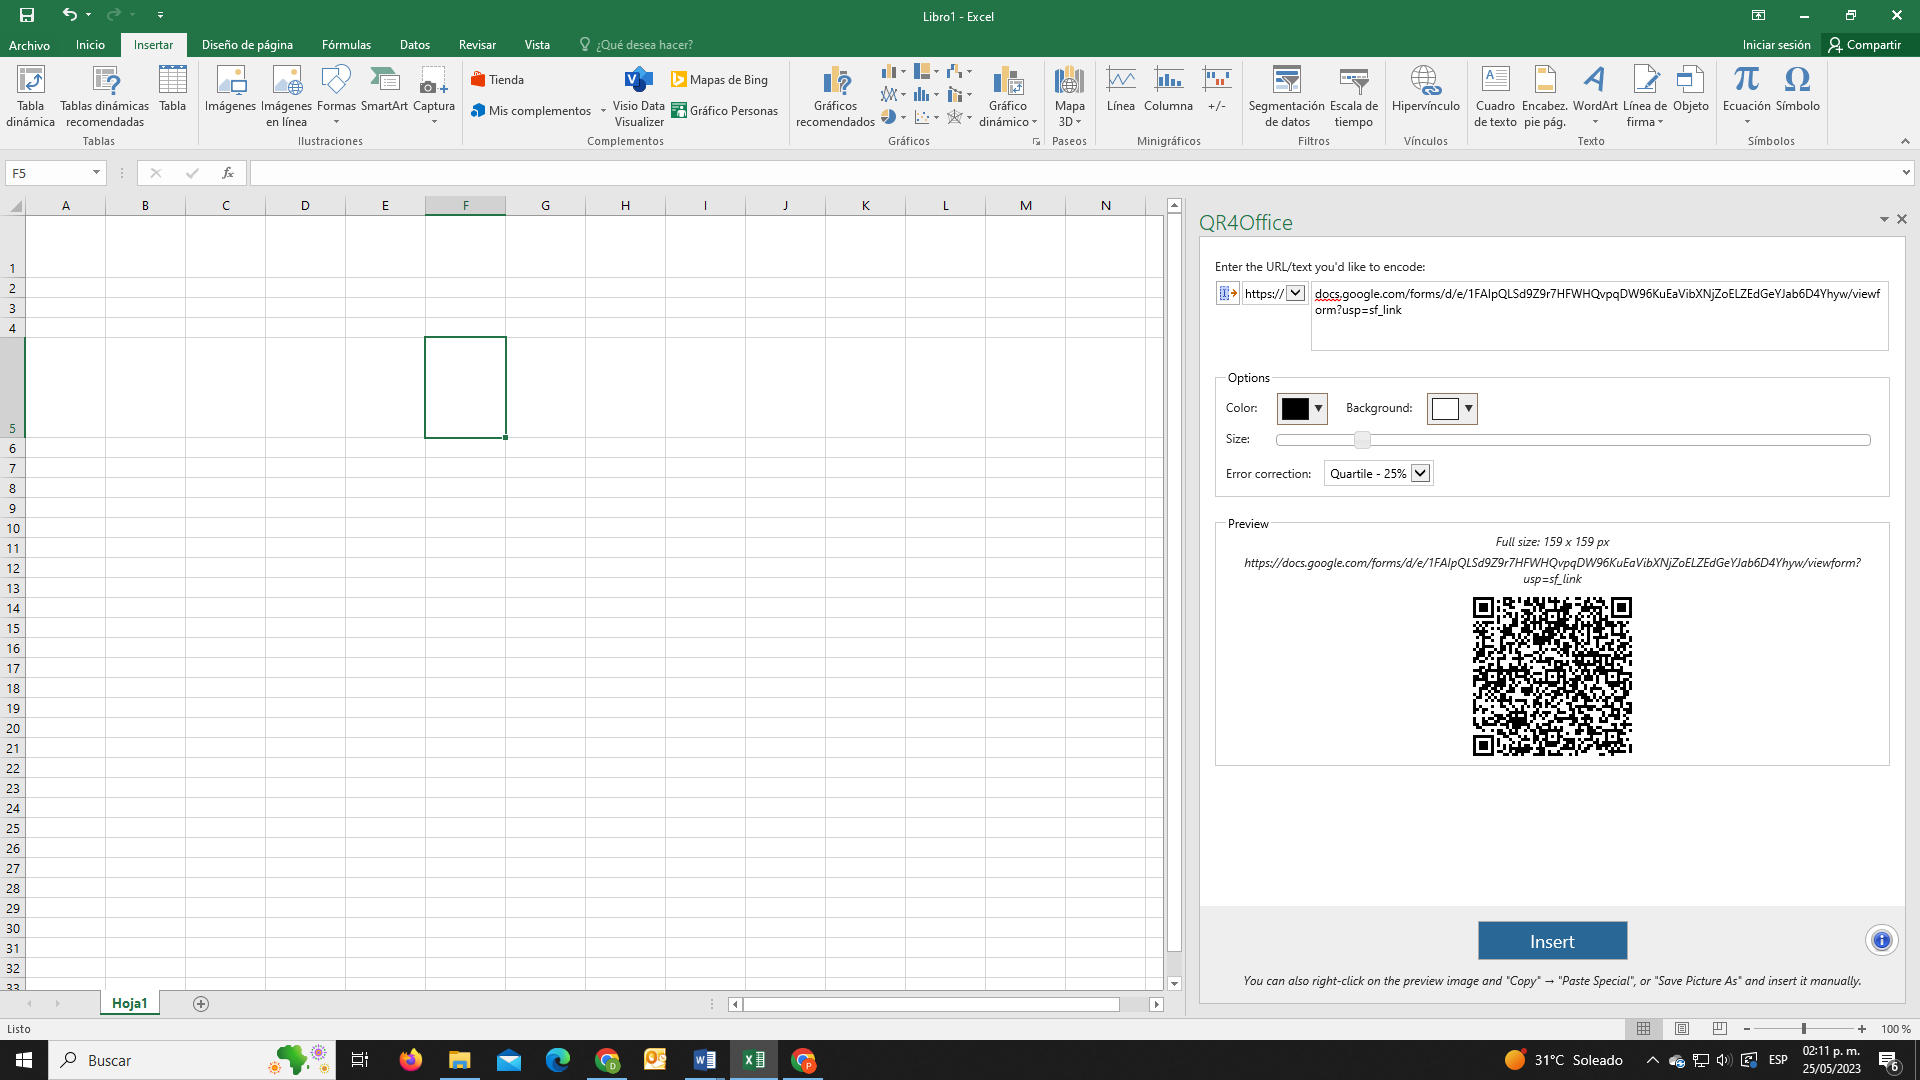 Libro1 - Excel
Archivo Inicio Insertar Diseño de página Fórmulas Datos Revisar Vista ¿Qué desea hacer? Iniciar sesión Compartir
Tabla dinámica
Tablas dinámicas recomendadas
Tabla
Tablas
Imágenes
Imágenes en línea
Formas
SmartArt
Captura
Ilustraciones
Tienda
Mis complementos
Visio Data Visualizer
Mapas de Bing
Gráfico Personas
Complementos
Gráficos recomendados
Gráfico dinámico
Gráficos
Mapa 3D
Paseos
Línea
Columna
+/-
Minigráficos
Segmentación de datos
Escala de tiempo
Filtros
Hipervínculo
Vínculos
Cuadro de texto
Encabez. pie pág.
WordArt
Línea de firma
Objeto
Texto
Ecuación
Símbolo
Símbolos
F5
fx
A B C D E F G H I J K L M N
1
2
3
4
5
6
7
8
9
10
11
12
13
14
15
16
17
18
19
20
21
22
23
24
25
26
27
28
29
30
31
32
33
QR4Office
Enter the URL/text you'd like to encode:
https:// docs.google.com/forms/d/e/1FAIpQLSd9Z9r7HFWHQvpqDW96KuEaVibXNjZoELZEdGeYJab6D4Yhyw/viewf
orm?usp=sf_link
Options
Color: Background:
Size:
Error correction: Quartile - 25%
Preview
Full size: 159 x 159 px
https://docs.google.com/forms/d/e/1FAIpQLSd9Z9r7HFWHQvpqDW96KuEaVibXNjZoELZEdGeYJab6D4Yhyw/viewform?
usp=sf_link
Insert
You can also right-click on the preview image and "Copy" → "Paste Special", or "Save Picture As" and insert it manually.
Hoja1
Listo
100 %
Buscar
31°C Soleado
ESP
02:11 p. m.
25/05/2023
6